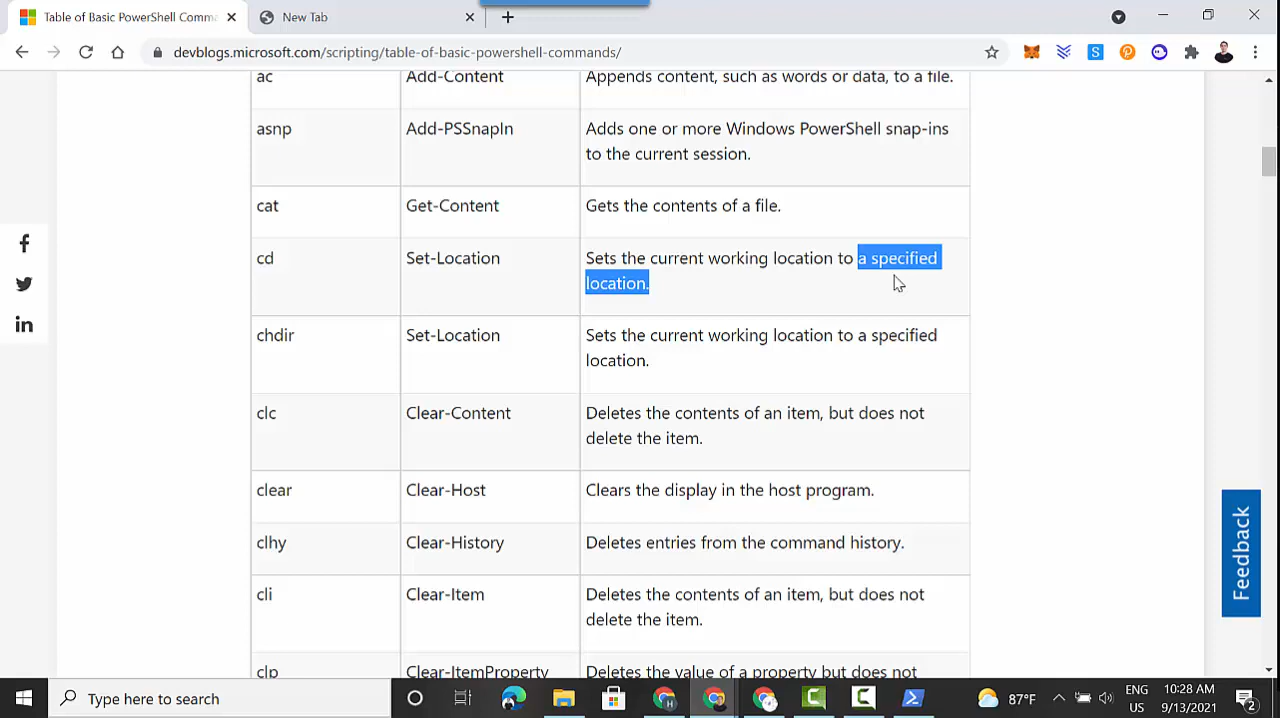 Table of Basic PowerShell Comma
New Tab
devblogs.microsoft.com/scripting/table-of-basic-powershell-commands/
ac Add-Content Appends content, such as words or data, to a file.
asnp Add-PSSnapIn Adds one or more Windows PowerShell snap-ins
to the current session.
cat Get-Content Gets the contents of a file.
cd Set-Location Sets the current working location to a specified
location.
chdir Set-Location Sets the current working location to a specified
location.
clc Clear-Content Deletes the contents of an item, but does not
delete the item.
clear Clear-Host Clears the display in the host program.
clhy Clear-History Deletes entries from the command history.
cli Clear-Item Deletes the contents of an item, but does not
delete the item.
clp Clear-ItemProperty Deletes the value of a property but does not
Feedback
Type here to search
87°F
ENG
US
10:28 AM
9/13/2021
2